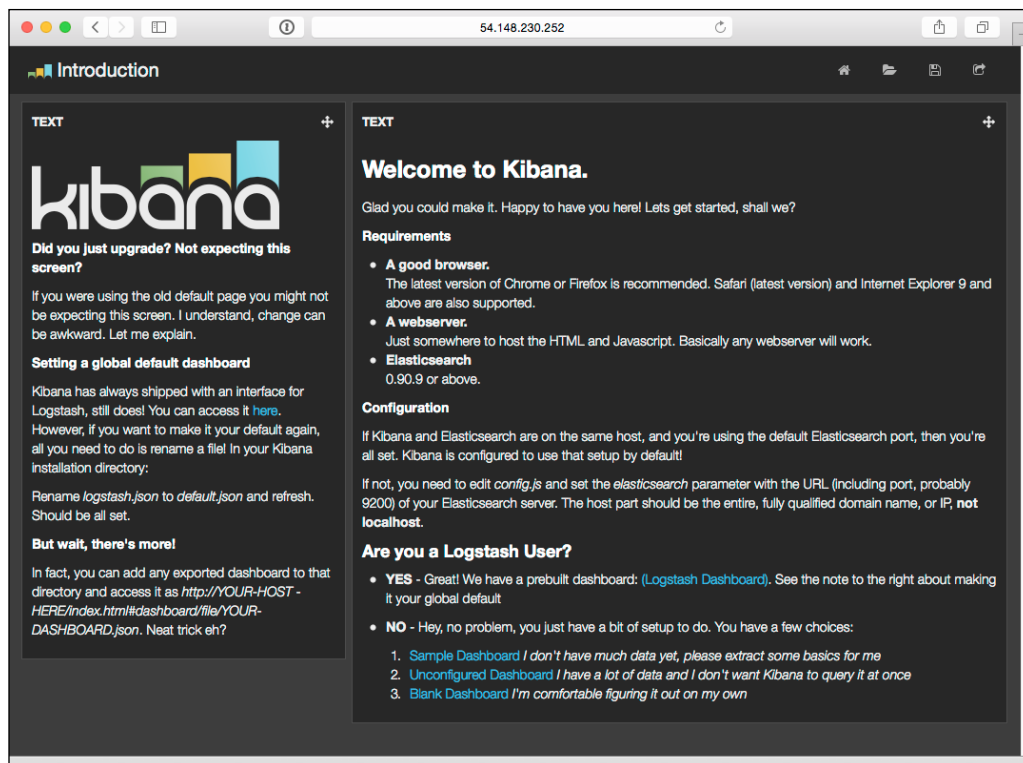 54.148.230.252
Introduction
TEXT
kibana
Did you just upgrade? Not expecting this
screen?
If you were using the old default page you might not
be expecting this screen. I understand, change can
be awkward. Let me explain.
Setting a global default dashboard
Kibana has always shipped with an interface for
Logstash, still does! You can access it here.
However, if you want to make it your default again,
all you need to do is rename a file! In your Kibana
installation directory:
Rename logstash.json to default.json and refresh.
Should be all set.
But wait, there's more!
In fact, you can add any exported dashboard to that
directory and access it as http://YOUR-HOST -
HERE/index.html#dashboard/file/YOUR-
DASHBOARD.json. Neat trick eh?
TEXT
Welcome to Kibana.
Glad you could make it. Happy to have you here! Lets get started, shall we?
Requirements
• A good browser.
The latest version of Chrome or Firefox is recommended. Safari (latest version) and Internet Explorer 9 and
above are also supported.
• A webserver.
Just somewhere to host the HTML and Javascript. Basically any webserver will work.
• Elasticsearch
0.90.9 or above.
Configuration
If Kibana and Elasticsearch are on the same host, and you're using the default Elasticsearch port, then you're
all set. Kibana is configured to use that setup by default!
If not, you need to edit config.js and set the elasticsearch parameter with the URL (including port, probably
9200) of your Elasticsearch server. The host part should be the entire, fully qualified domain name, or IP, not
localhost.
Are you a Logstash User?
• YES - Great! We have a prebuilt dashboard: (Logstash Dashboard). See the note to the right about making
it your global default
• NO - Hey, no problem, you just have a bit of setup to do. You have a few choices:
1. Sample Dashboard I don't have much data yet, please extract some basics for me
2. Unconfigured Dashboard I have a lot of data and I don't want Kibana to query it at once
3. Blank Dashboard I'm comfortable figuring it out on my own